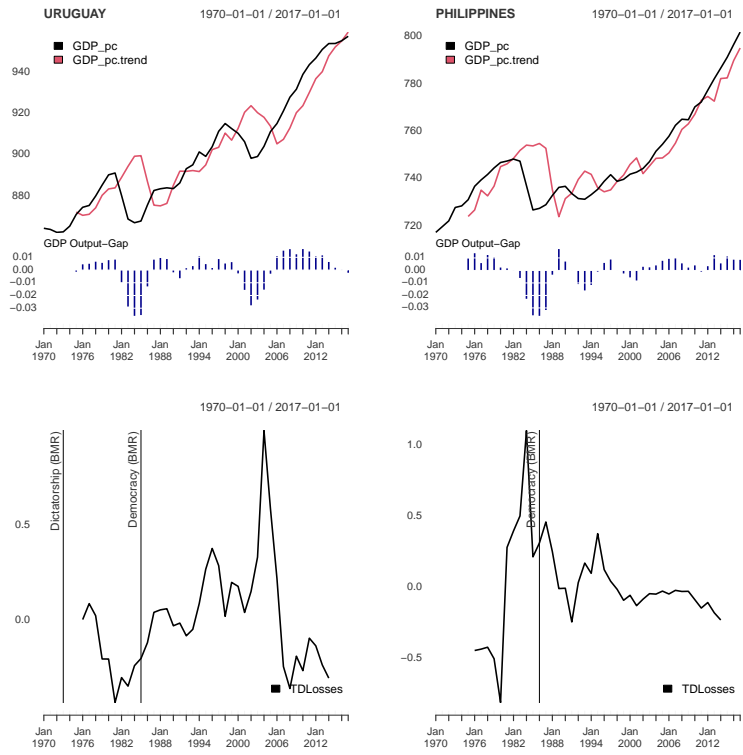 URUGUAY
1970−01−01 / 2017−01−01
GDP_pc
GDP_pc.trend
940
920
900
880
GDP Output−Gap
0.01
0.00
−0.01
−0.02
−0.03
Jan Jan Jan Jan Jan Jan Jan Jan
1970 1976 1982 1988 1994 2000 2006 2012
PHILIPPINES
1970−01−01 / 2017−01−01
GDP_pc
GDP_pc.trend
800
780
760
740
720
GDP Output−Gap
0.01
0.00
−0.01
−0.02
−0.03
Jan Jan Jan Jan Jan Jan Jan Jan
1970 1976 1982 1988 1994 2000 2006 2012
1970−01−01 / 2017−01−01
Dictatorship (BMR)
Democracy (BMR)
0.5
0.0
TDLosses
Jan Jan Jan Jan Jan Jan Jan Jan
1970 1976 1982 1988 1994 2000 2006 2012
1970−01−01 / 2017−01−01
Democracy (BMR)
1.0
0.5
0.0
−0.5
TDLosses
Jan Jan Jan Jan Jan Jan Jan Jan
1970 1976 1982 1988 1994 2000 2006 2012